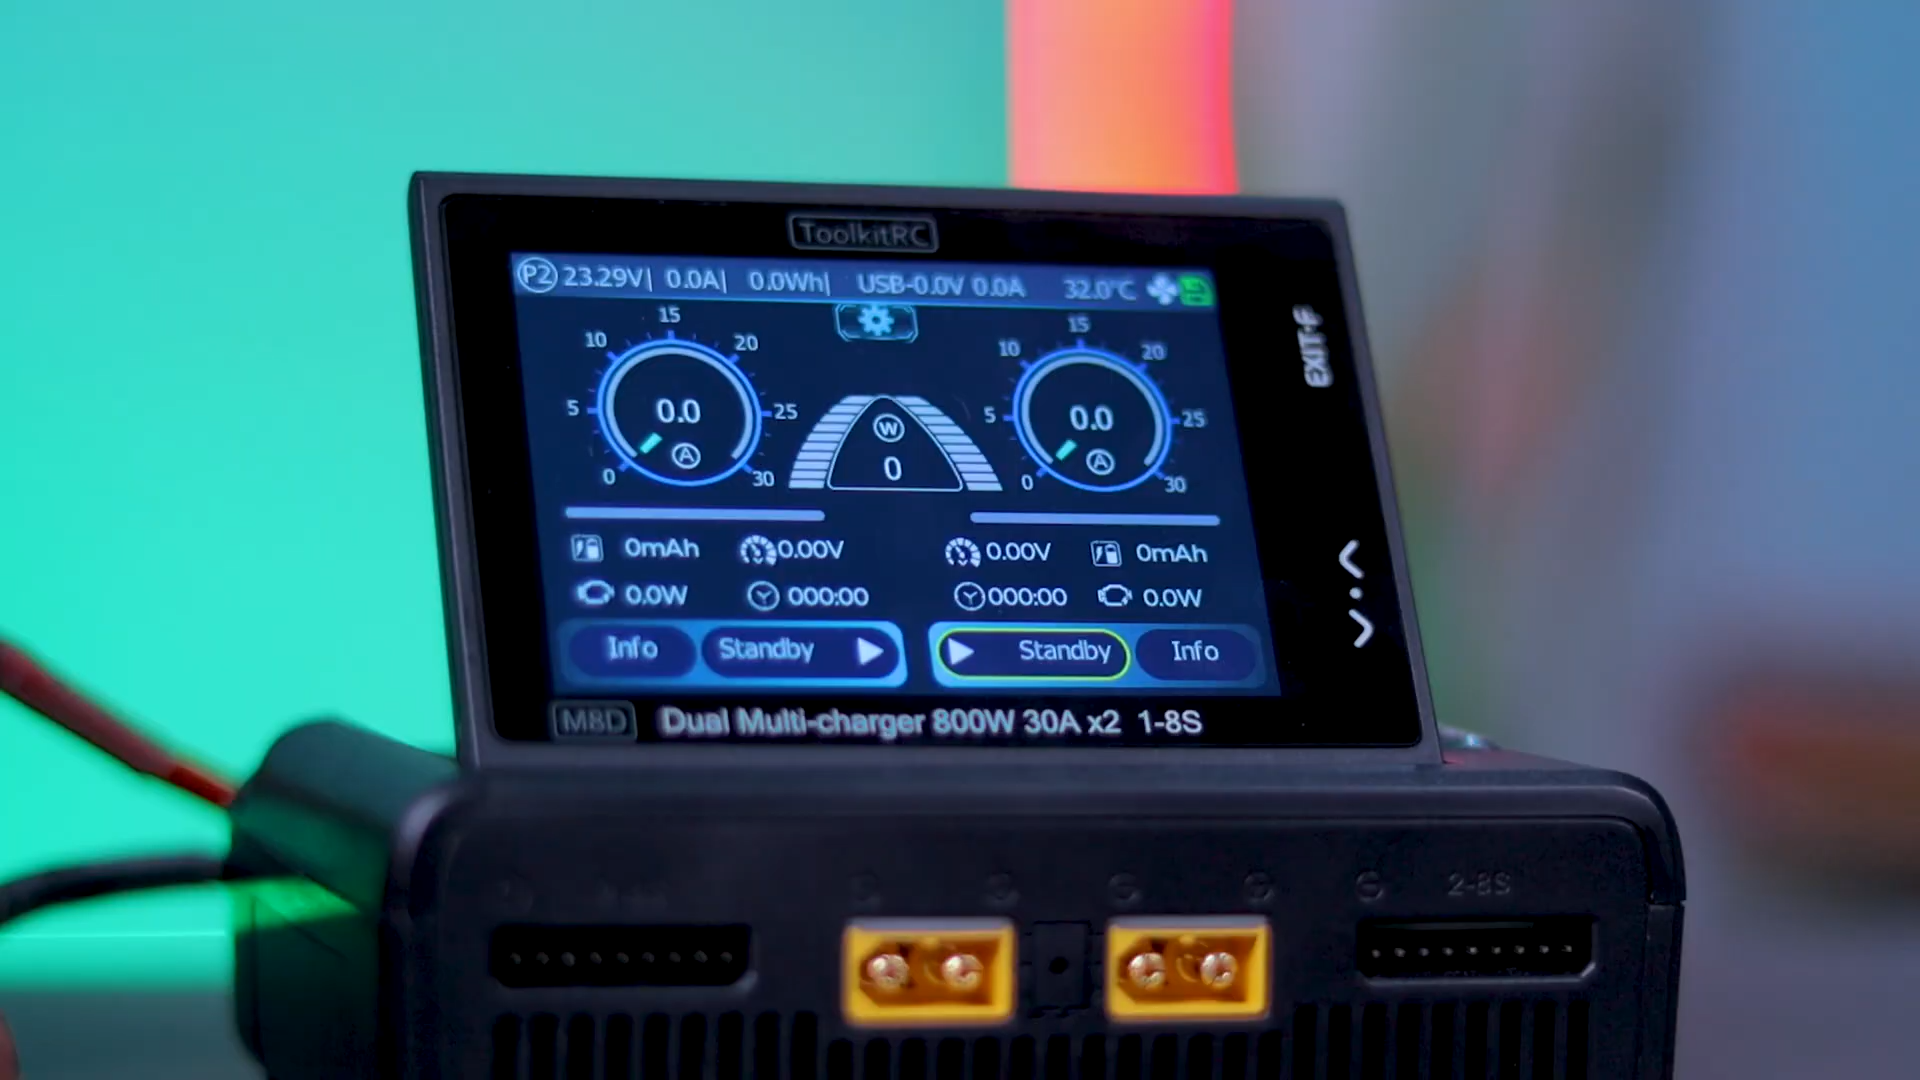 ToolkitRC
P2 23.29V| 0.0A| 0.0Wh| USB-0.0V 0.0A 32.0°C
15 15
10 20 10 20
5 0.0 25 5 0.0 25
W
A A
0 30 0 0 30
0mAh 0.00V 0.00V 0mAh
0.0W 000:00 000:00 0.0W
Info Standby Standby Info
M8D Dual Multi-charger 800W 30A x2 1-8S
EXIT·F
2-8S